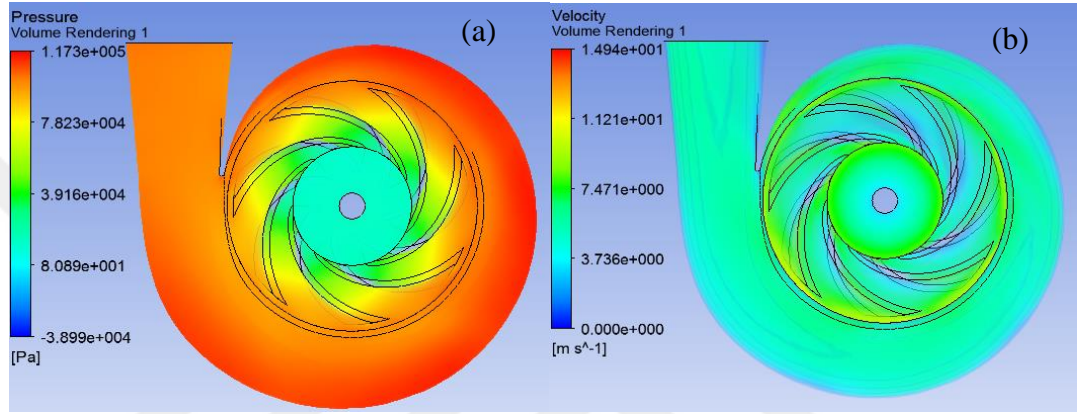 Pressure
Volume Rendering 1
(a)
1.173e+005
7.823e+004
3.916e+004
8.089e+001
-3.899e+004
[Pa]
Velocity
Volume Rendering 1
(b)
1.494e+001
1.121e+001
7.471e+000
3.736e+000
0.000e+000
[m s^-1]